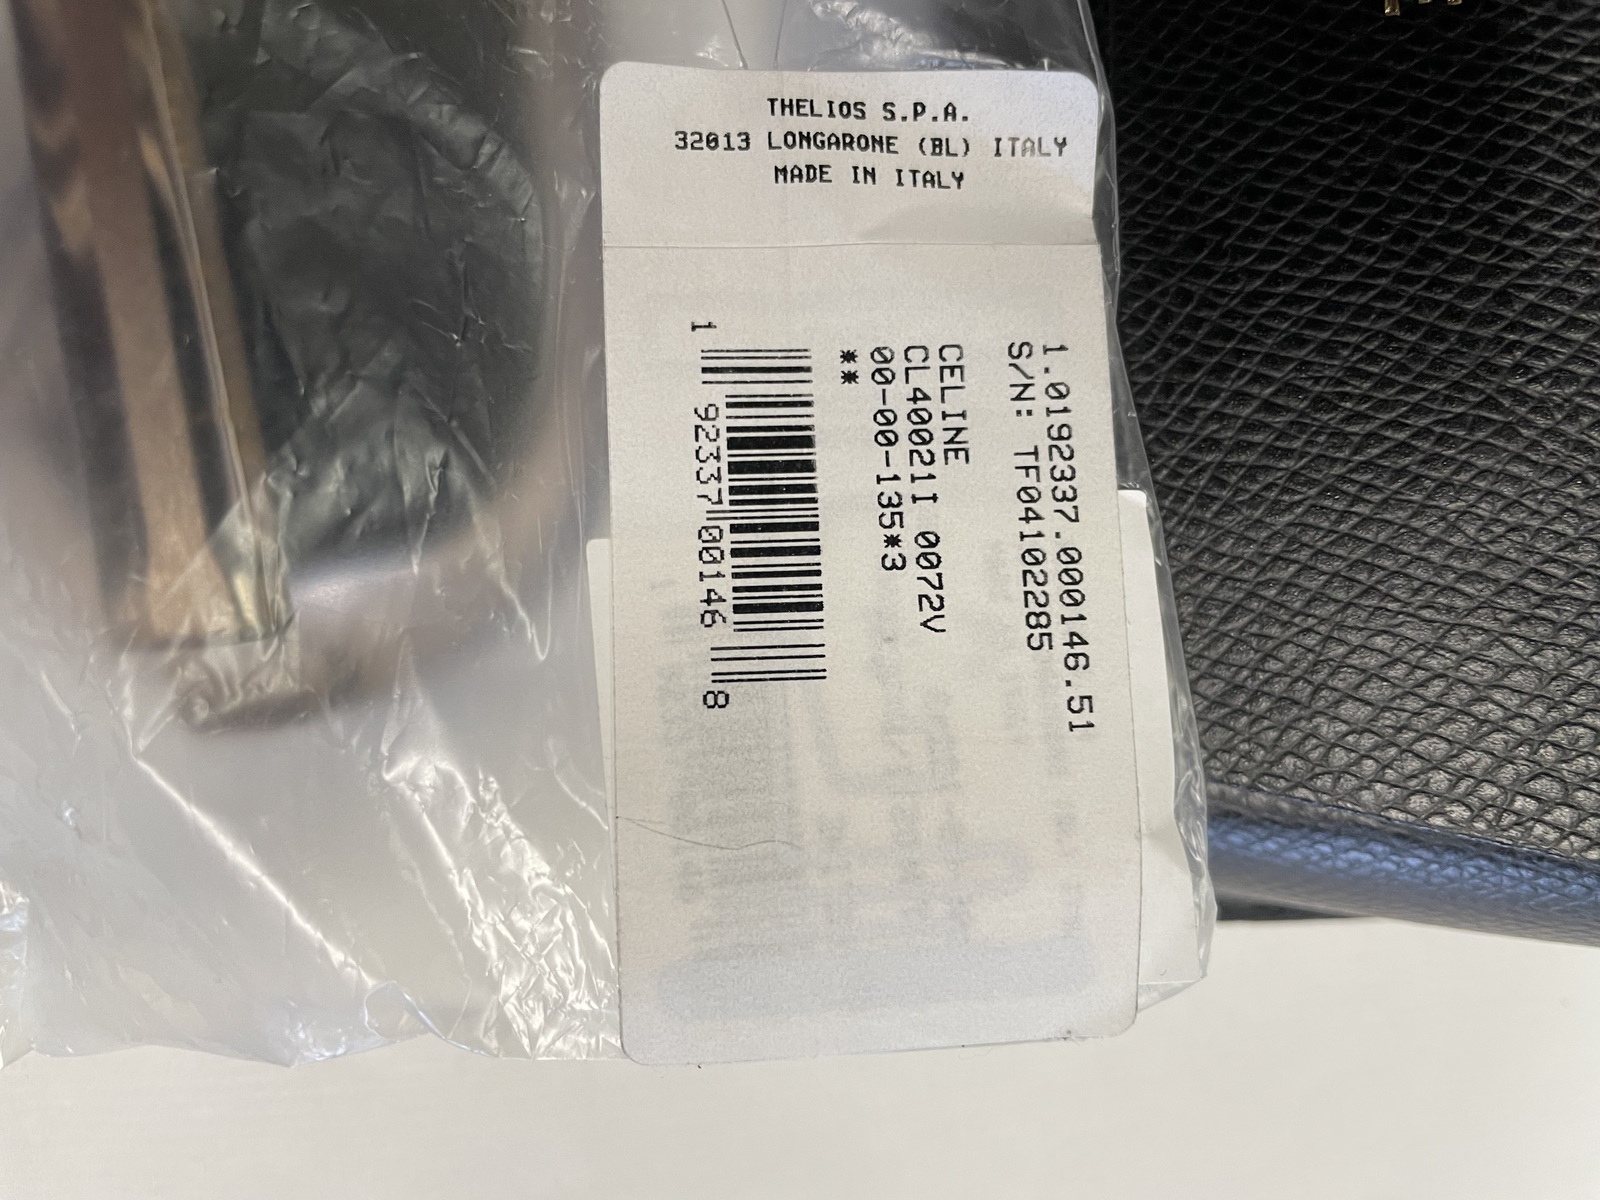 THELIOS S.P.A.
32013 LONGARONE (BL) ITALY
MADE IN ITALY
1.0192337.000146.51
S/N: TF04102285
CELINE
CL40021I 0072V
00-00-135*3
**
1 92337 00146 8